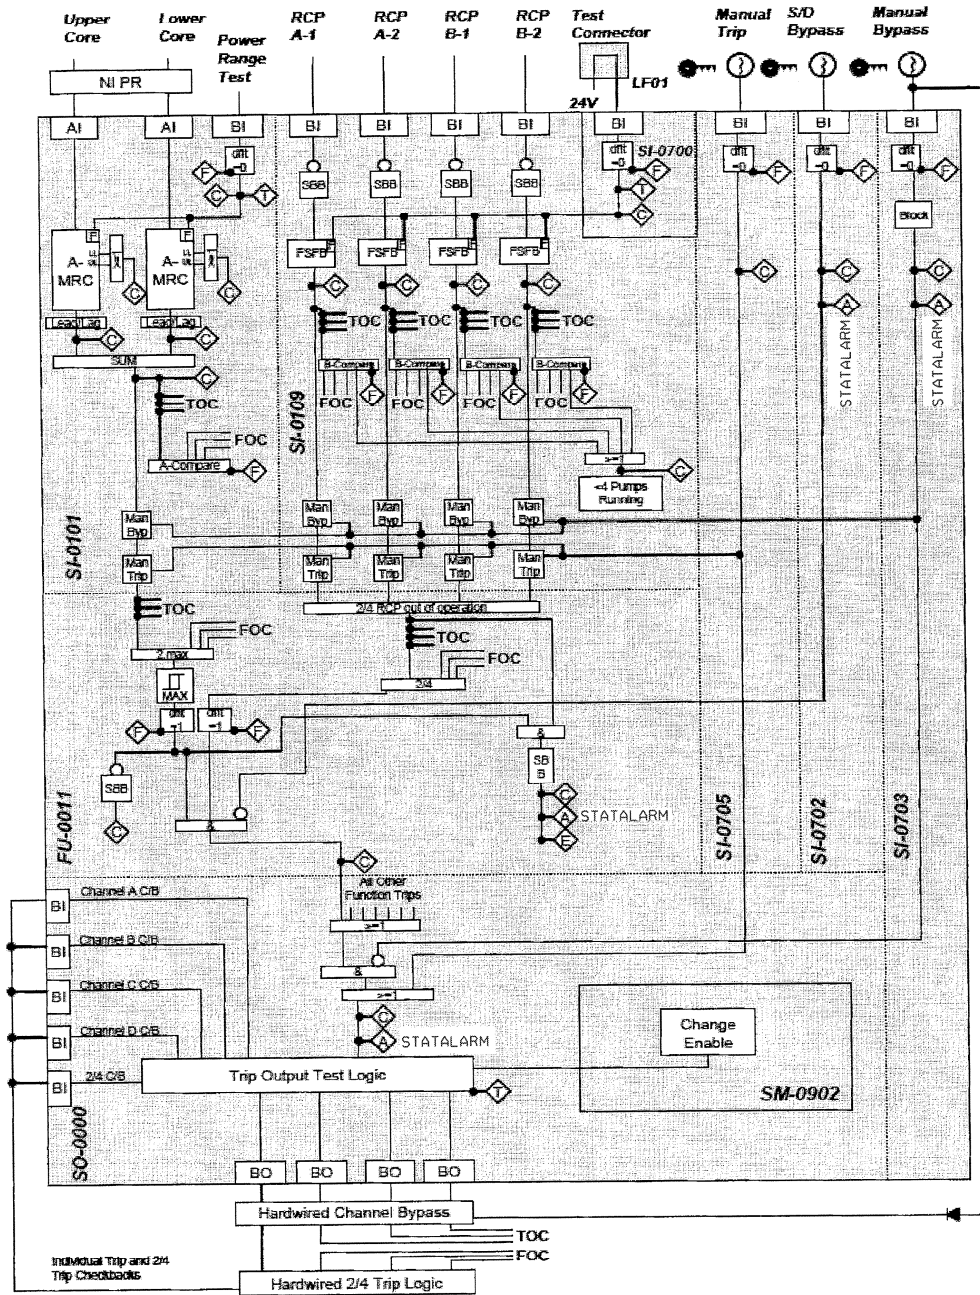 Upper Core
Lower Core
Power Range Test
RCP A-1
RCP A-2
RCP B-1
RCP B-2
Test Connector
Manual Trip
S/D Bypass
Manual Bypass
NI PR
24V
LF01
AI
AI
BI
BI
BI
BI
BI
BI
BI
BI
BI
SI-0700
F
C
T
SBB
SBB
SBB
SBB
F
T
C
F
F
F
Block
A-MRC
A-MRC
F
F
C
C
FSFB
FSFB
FSFB
FSFB
C
C
C
C
C
C
C
Lead/Lag
Lead/Lag
C
C
SUM
C
TOC
TOC
TOC
TOC
TOC
A
A
STATALARM
STATALARM
B-Compare
B-Compare
B-Compare
B-Compare
FOC
FOC
FOC
FOC
F
F
F
F
FOC
A-Compare
F
>=1
C
<4 Pumps Running
SI-0101
SI-0109
Man Byp
Man Byp
Man Byp
Man Byp
Man Byp
Man Trip
Man Trip
Man Trip
Man Trip
Man Trip
2/4 RCP out of operation
TOC
FOC
TOC
FOC
2.max
2/4
MAX
F
F
&
SBB
SBB
C
C
A
STATALARM
F
&
FU-0011
SI-0705
SI-0702
SI-0703
C
All Other Function Trips
>=1
&
>=1
C
A
STATALARM
BI
Channel A C/B
BI
Channel B C/B
BI
Channel C C/B
BI
Channel D C/B
BI
2/4 C/B
Trip Output Test Logic
T
Change Enable
SM-0902
SO-0000
BO
BO
BO
BO
Hardwired Channel Bypass
TOC
FOC
Individual Trip and 2/4 Trip Checkbacks
Hardwired 2/4 Trip Logic